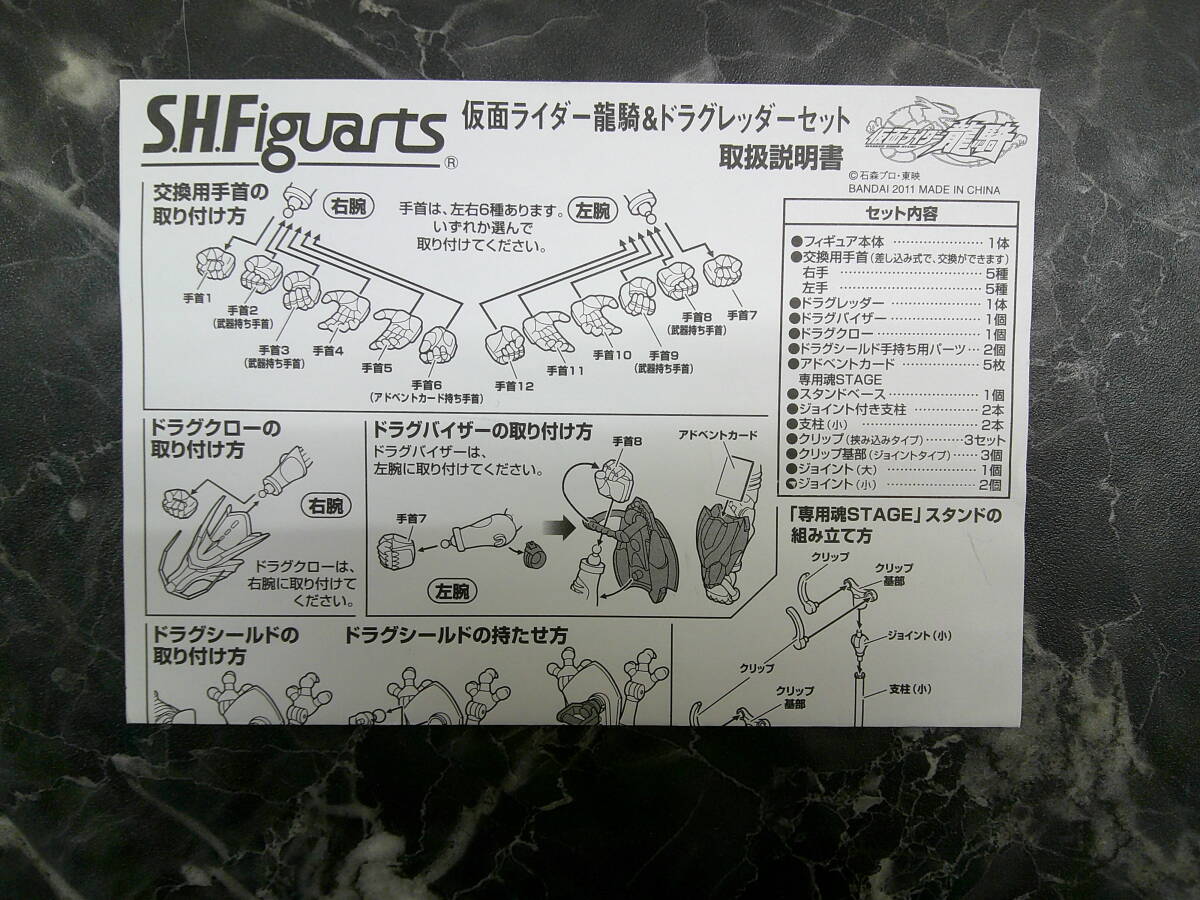 S.H.Figuarts®
仮面ライダー龍騎&ドラグレッダーセット
取扱説明書
仮面ライダー龍騎
©石森プロ・東映
BANDAI 2011 MADE IN CHINA
交換用手首の
取り付け方
右腕
手首は、左右6種あります。
いずれか選んで
取り付けてください。
左腕
手首1
手首2
(武器持ち手首)
手首3
(武器持ち手首)
手首4
手首5
手首6
(アドベントカード持ち手首)
手首12
手首11
手首10
手首9
(武器持ち手首)
手首8
(武器持ち手首)
手首7
セット内容
●フィギュア本体 …………………1体
●交換用手首(差し込み式で、交換ができます)
右手 ……………………………5種
左手 ……………………………5種
●ドラグレッダー …………………1体
●ドラグバイザー …………………1個
●ドラグクロー ……………………1個
●ドラグシールド手持ち用パーツ…2個
●アドベントカード ………………5枚
専用魂STAGE
●スタンドベース …………………1個
●ジョイント付き支柱 ……………2本
●支柱(小) …………………………2本
●クリップ(挟み込みタイプ)………3セット
●クリップ基部(ジョイントタイプ)……3個
●ジョイント(大) …………………1個
●ジョイント(小) …………………2個
ドラグクローの
取り付け方
右腕
ドラグクローは、
右腕に取り付けて
ください。
ドラグバイザーの取り付け方
ドラグバイザーは、
左腕に取り付けてください。
手首7
左腕
手首8
アドベントカード
「専用魂STAGE」スタンドの
組み立て方
クリップ
クリップ
基部
ジョイント(小)
クリップ
クリップ
基部
支柱(小)
ドラグシールドの
取り付け方
ドラグシールドの持たせ方